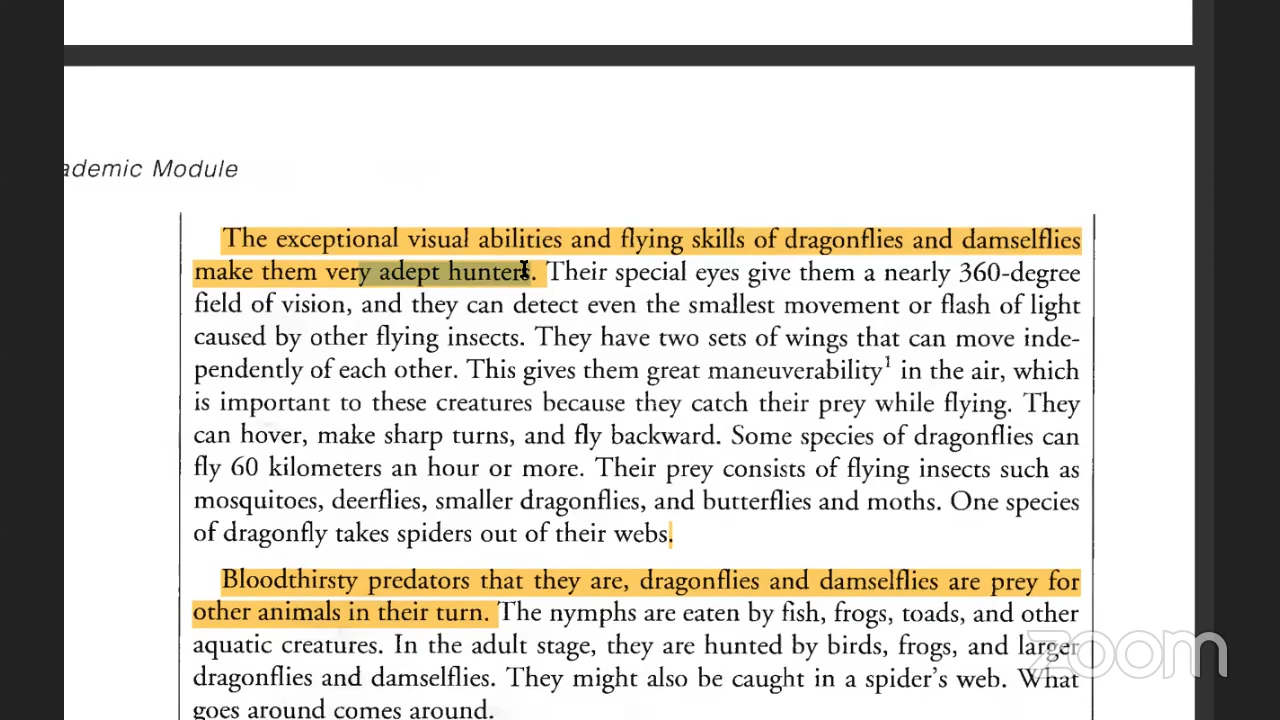 ademic Module
The exceptional visual abilities and flying skills of dragonflies and damselflies
make them very adept hunters. Their special eyes give them a nearly 360-degree
field of vision, and they can detect even the smallest movement or flash of light
caused by other flying insects. They have two sets of wings that can move inde-
pendently of each other. This gives them great maneuverability¹ in the air, which
is important to these creatures because they catch their prey while flying. They
can hover, make sharp turns, and fly backward. Some species of dragonflies can
fly 60 kilometers an hour or more. Their prey consists of flying insects such as
mosquitoes, deerflies, smaller dragonflies, and butterflies and moths. One species
of dragonfly takes spiders out of their webs.
Bloodthirsty predators that they are, dragonflies and damselflies are prey for
other animals in their turn. The nymphs are eaten by fish, frogs, toads, and other
aquatic creatures. In the adult stage, they are hunted by birds, frogs, and larger
dragonflies and damselflies. They might also be caught in a spider's web. What
goes around comes around.
zoom